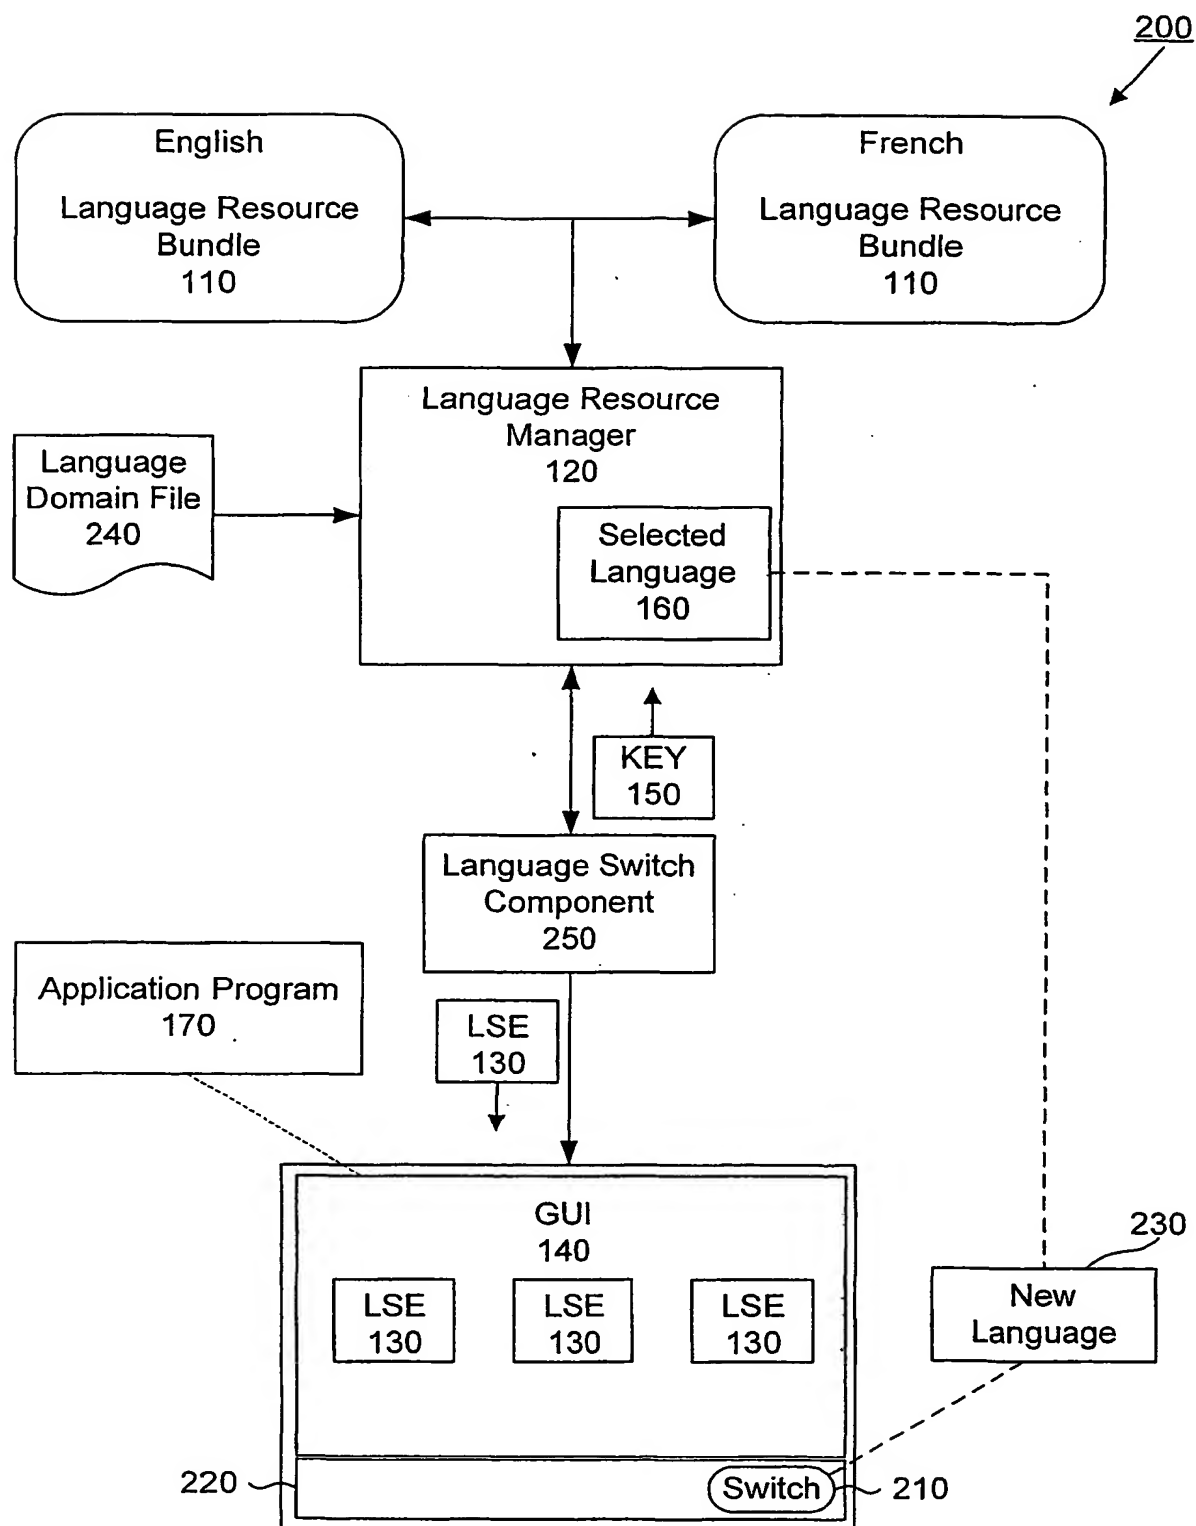 200
English
Language Resource
Bundle
110
French
Language Resource
Bundle
110
Language Resource
Manager
120
Language
Domain File
240
Selected
Language
160
KEY
150
Language Switch
Component
250
Application Program
170
LSE
130
GUI
140
LSE
130
LSE
130
LSE
130
230
New
Language
220
Switch
210